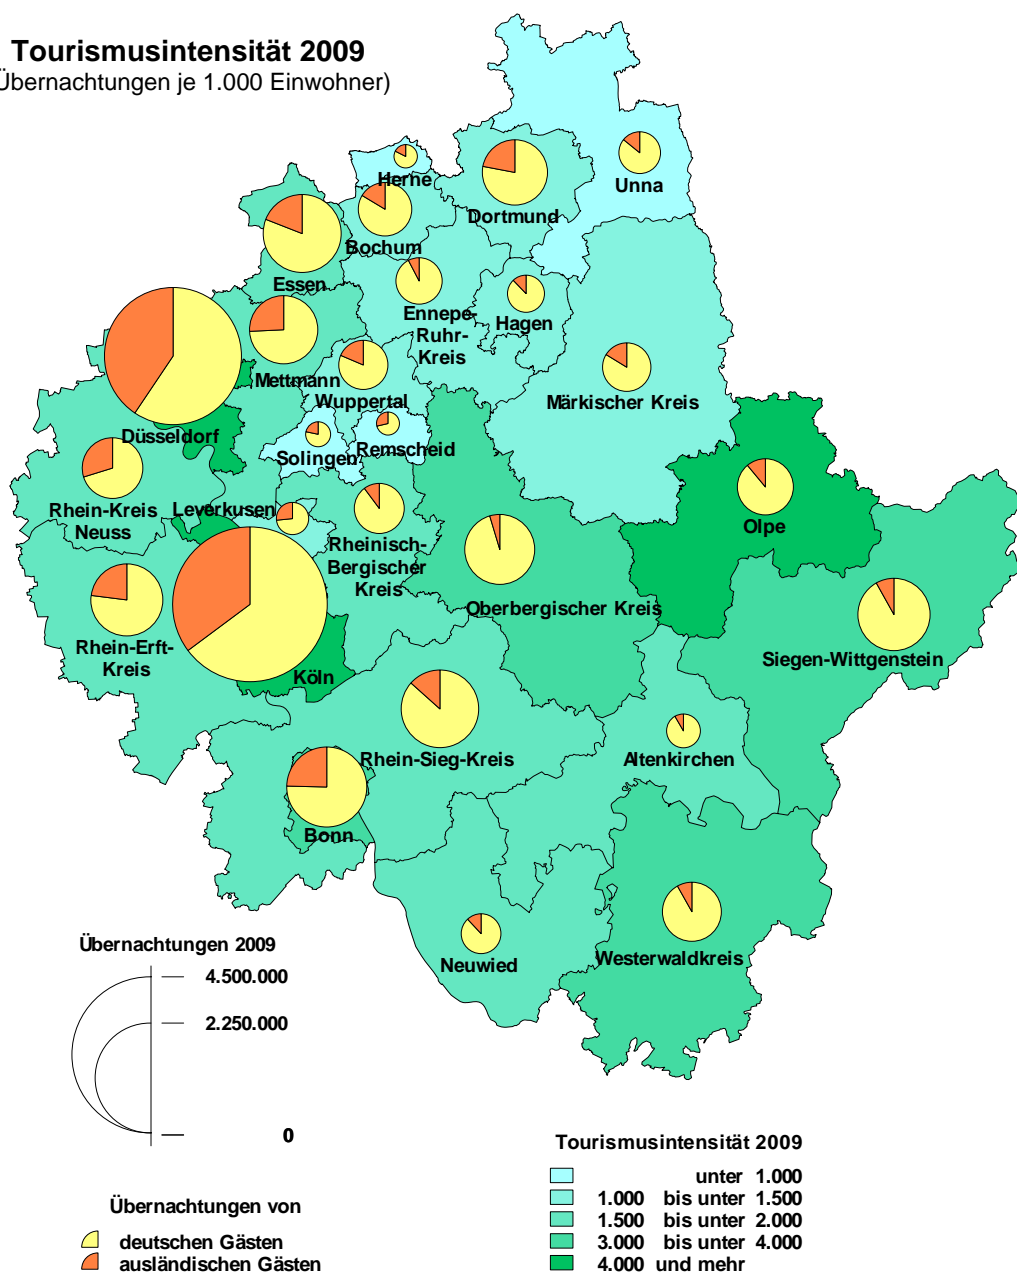 Tourismusintensität 2009
Übernachtungen je 1.000 Einwohner)
Herne
Unna
Dortmund
Bochum
Essen
Ennepe-
Ruhr-
Kreis
Hagen
Mettmann
Wuppertal
Märkischer Kreis
Düsseldorf
Solingen
Remscheid
Rhein-Kreis
Neuss
Leverkusen
Olpe
Rheinisch-
Bergischer
Kreis
Oberbergischer Kreis
Rhein-Erft-
Kreis
Siegen-Wittgenstein
Köln
Rhein-Sieg-Kreis
Altenkirchen
Bonn
Neuwied
Westerwaldkreis
Übernachtungen 2009
4.500.000
2.250.000
0
Übernachtungen von
deutschen Gästen
ausländischen Gästen
Tourismusintensität 2009
unter 1.000
1.000 bis unter 1.500
1.500 bis unter 2.000
3.000 bis unter 4.000
4.000 und mehr